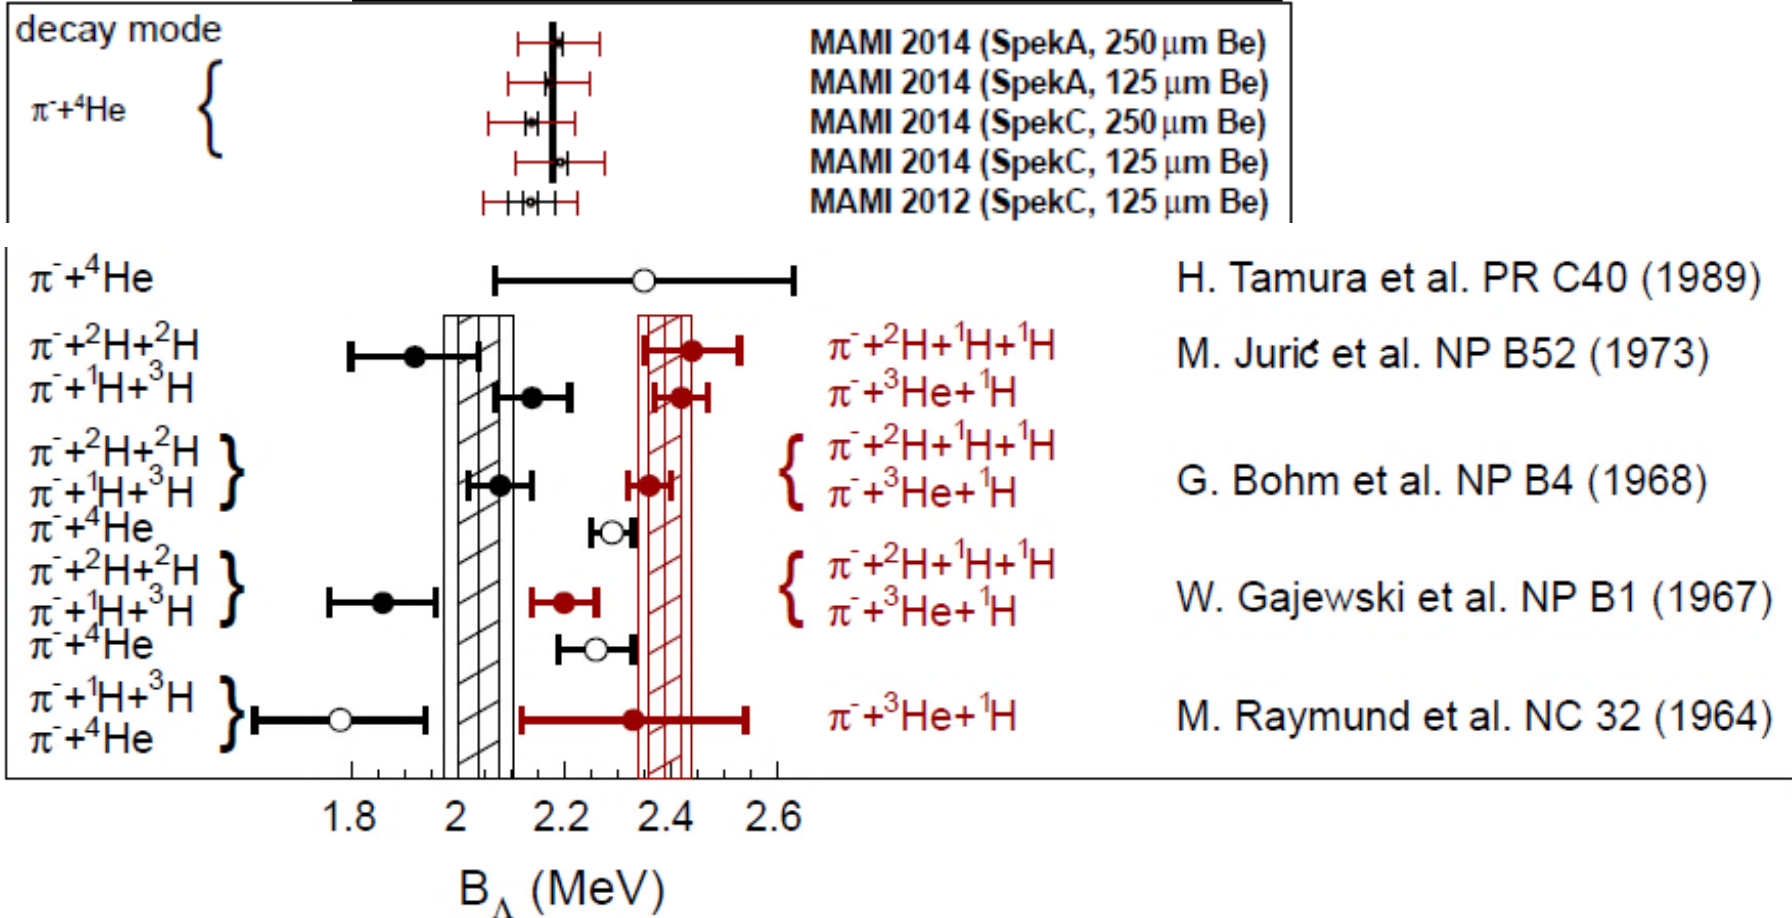 decay mode
MAMI 2014 (SpekA, 250 μm Be)
MAMI 2014 (SpekA, 125 μm Be)
π⁻+⁴He {
MAMI 2014 (SpekC, 250 μm Be)
MAMI 2014 (SpekC, 125 μm Be)
MAMI 2012 (SpekC, 125 μm Be)
π⁻+⁴He H. Tamura et al. PR C40 (1989)
π⁻+²H+²H π⁻+²H+¹H+¹H M. Jurić et al. NP B52 (1973)
π⁻+¹H+³H π⁻+³He+¹H
π⁻+²H+²H } { π⁻+²H+¹H+¹H
π⁻+¹H+³H π⁻+³He+¹H G. Bohm et al. NP B4 (1968)
π⁻+⁴He
π⁻+²H+²H } { π⁻+²H+¹H+¹H
π⁻+¹H+³H π⁻+³He+¹H W. Gajewski et al. NP B1 (1967)
π⁻+⁴He
π⁻+¹H+³H } π⁻+³He+¹H M. Raymund et al. NC 32 (1964)
π⁻+⁴He
1.8 2 2.2 2.4 2.6
B_Λ (MeV)